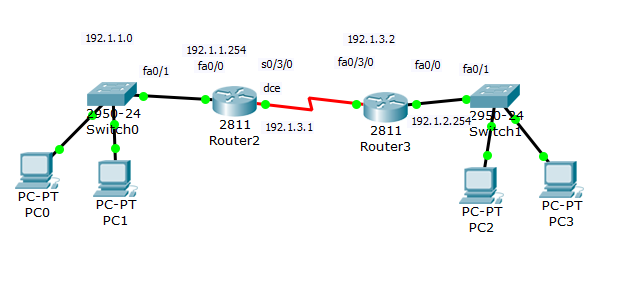 192.1.1.0
192.1.3.2
192.1.1.254
fa0/1
fa0/0
s0/3/0
fa0/3/0
fa0/0
fa0/1
dce
2950-24
Switch0
2811
Router2
192.1.3.1
2811
Router3
192.1.2.254
2950-24
Switch1
PC-PT
PC0
PC-PT
PC1
PC-PT
PC2
PC-PT
PC3